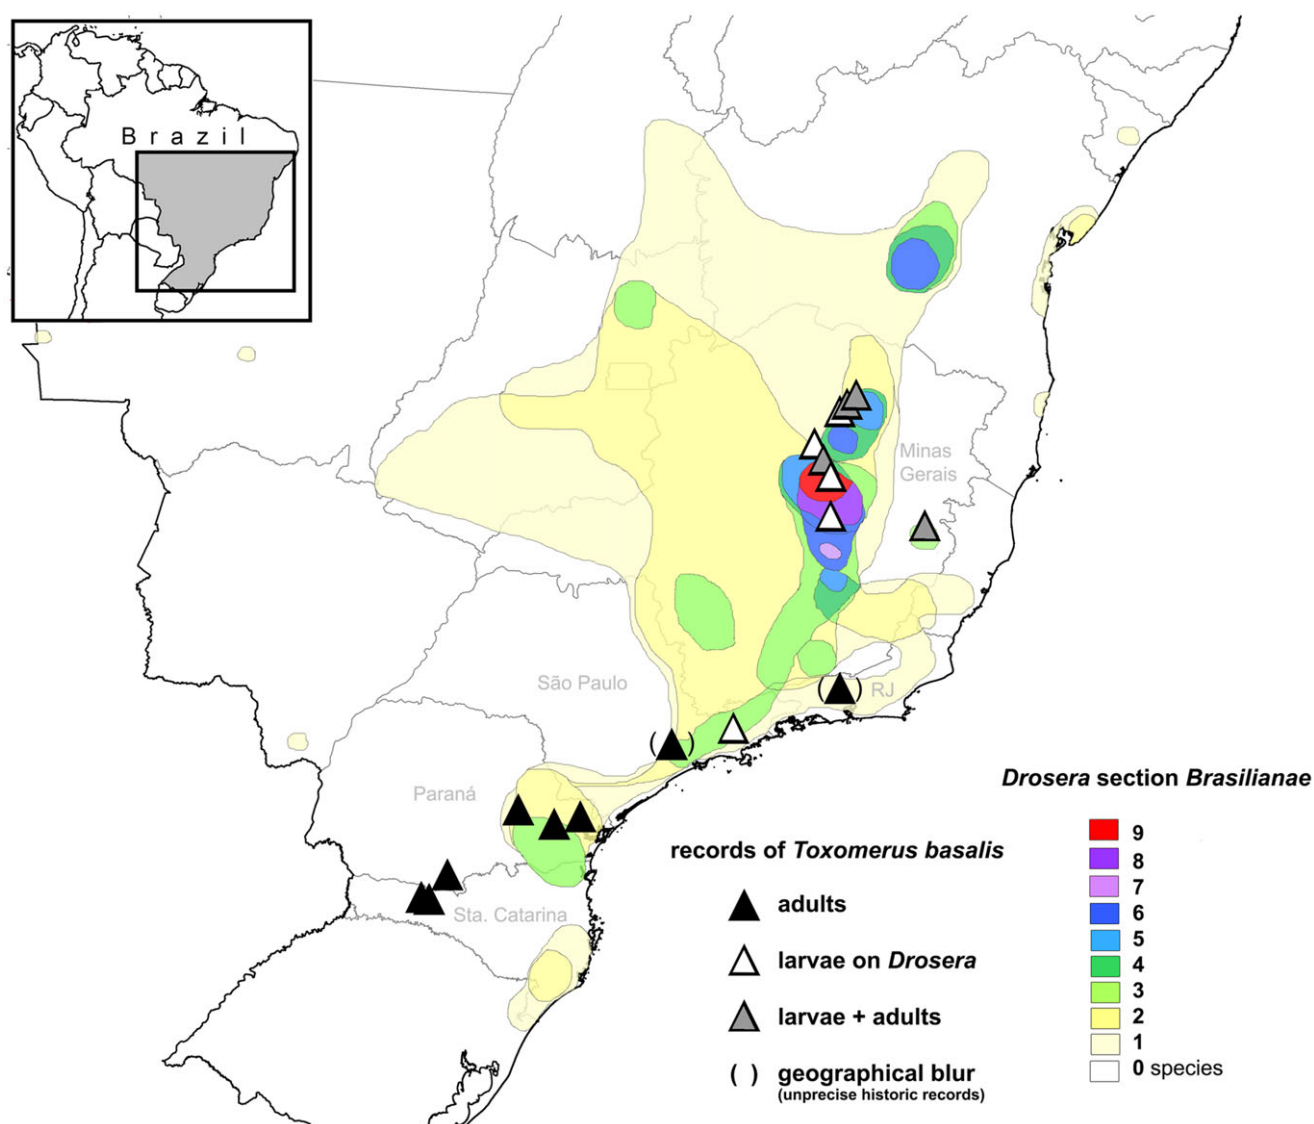 B r a z i l
Minas
Gerais
São Paulo
( ) RJ
( )
Paraná
Sta. Catarina
records of Toxomerus basalis
adults
larvae on Drosera
larvae + adults
( ) geographical blur
(unprecise historic records)
Drosera section Brasilianae
9
8
7
6
5
4
3
2
1
0 species